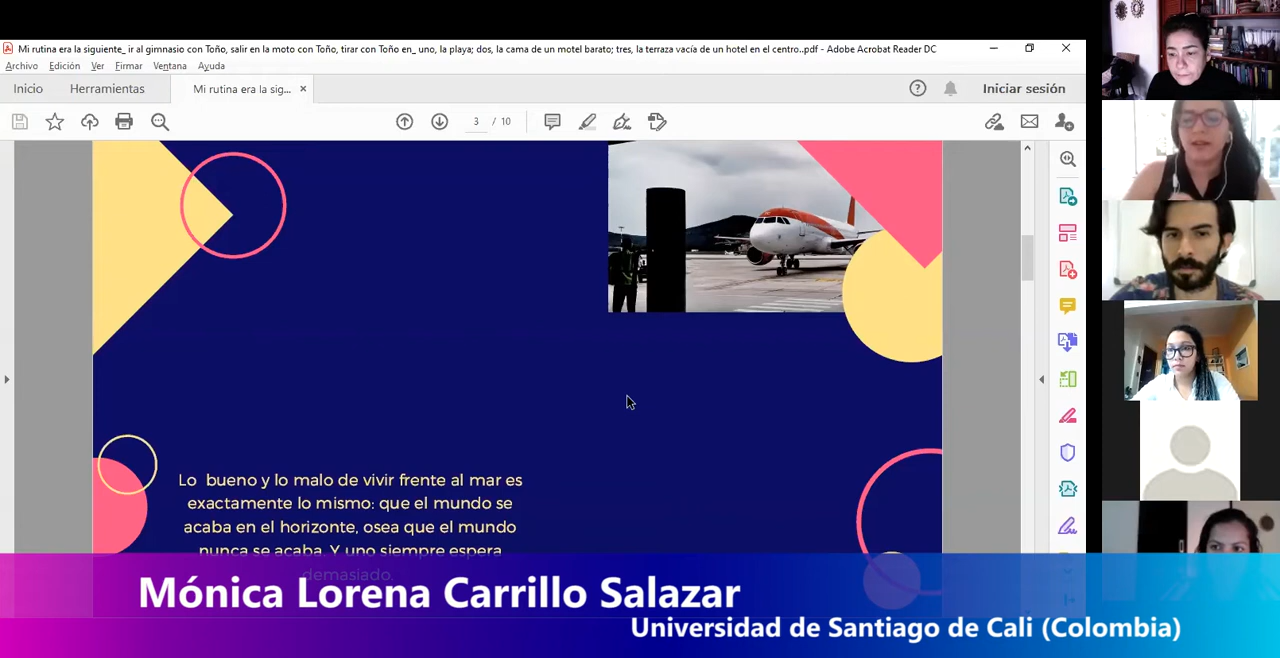 Mi rutina era la siguiente_ ir al gimnasio con Toño, salir en la moto con Toño, tirar con Toño en_ uno, la playa; dos, la cama de un motel barato; tres, la terraza vacía de un hotel en el centro..pdf - Adobe Acrobat Reader DC
Archivo Edición Ver Firmar Ventana Ayuda
Inicio Herramientas Mi rutina era la sig... Iniciar sesión
3 / 10
Lo bueno y lo malo de vivir frente al mar es
exactamente lo mismo: que el mundo se
acaba en el horizonte, osea que el mundo
nunca se acaba. Y uno siempre espera
demasiado.
Mónica Lorena Carrillo Salazar
Universidad de Santiago de Cali (Colombia)